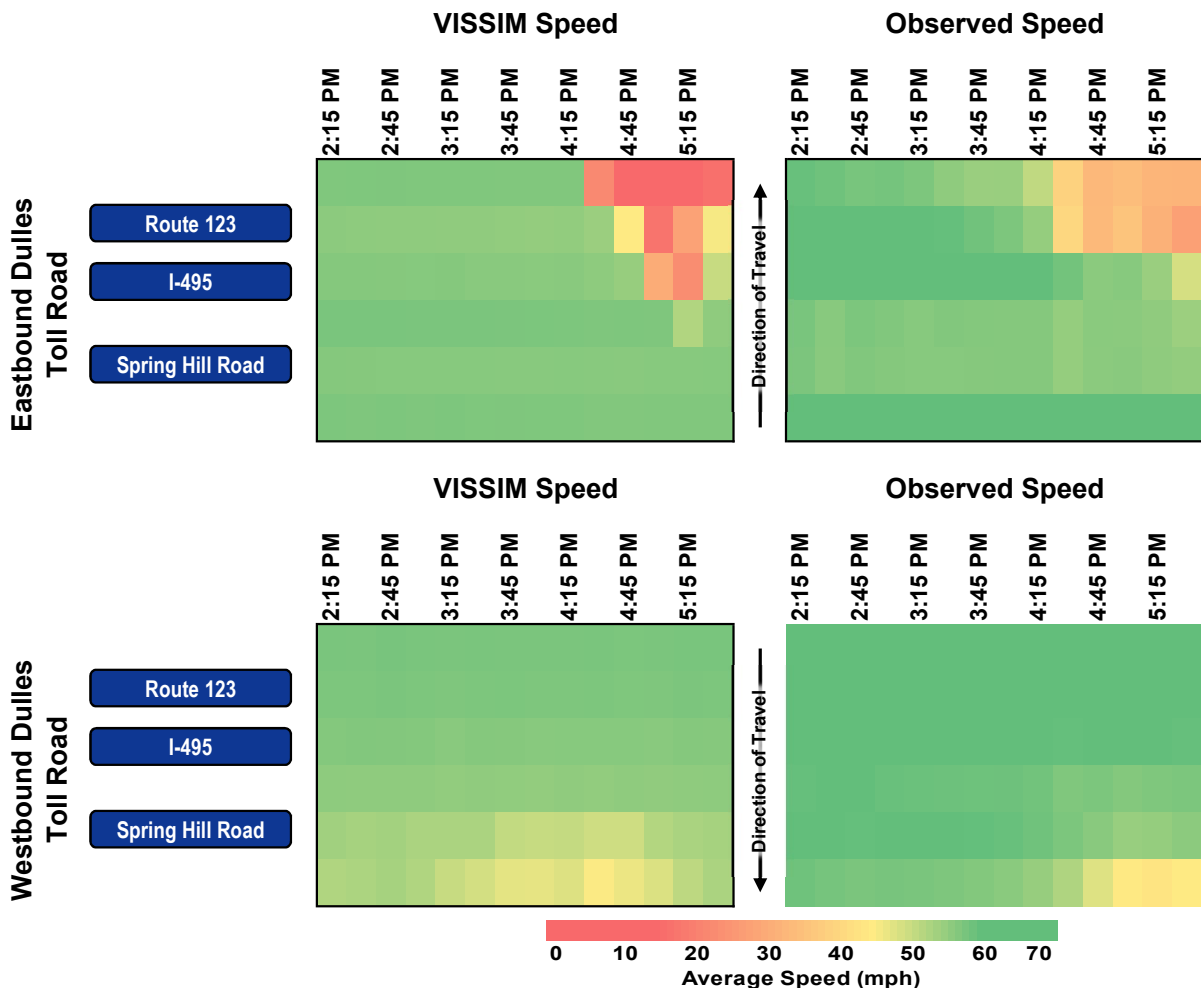 VISSIM Speed
Observed Speed
2:15 PM
2:45 PM
3:15 PM
3:45 PM
4:15 PM
4:45 PM
5:15 PM
2:15 PM
2:45 PM
3:15 PM
3:45 PM
4:15 PM
4:45 PM
5:15 PM
Eastbound Dulles
Toll Road
Route 123
I-495
Spring Hill Road
Direction of Travel
VISSIM Speed
Observed Speed
2:15 PM
2:45 PM
3:15 PM
3:45 PM
4:15 PM
4:45 PM
5:15 PM
2:15 PM
2:45 PM
3:15 PM
3:45 PM
4:15 PM
4:45 PM
5:15 PM
Westbound Dulles
Toll Road
Route 123
I-495
Spring Hill Road
Direction of Travel
0 10 20 30 40 50 60 70
Average Speed (mph)